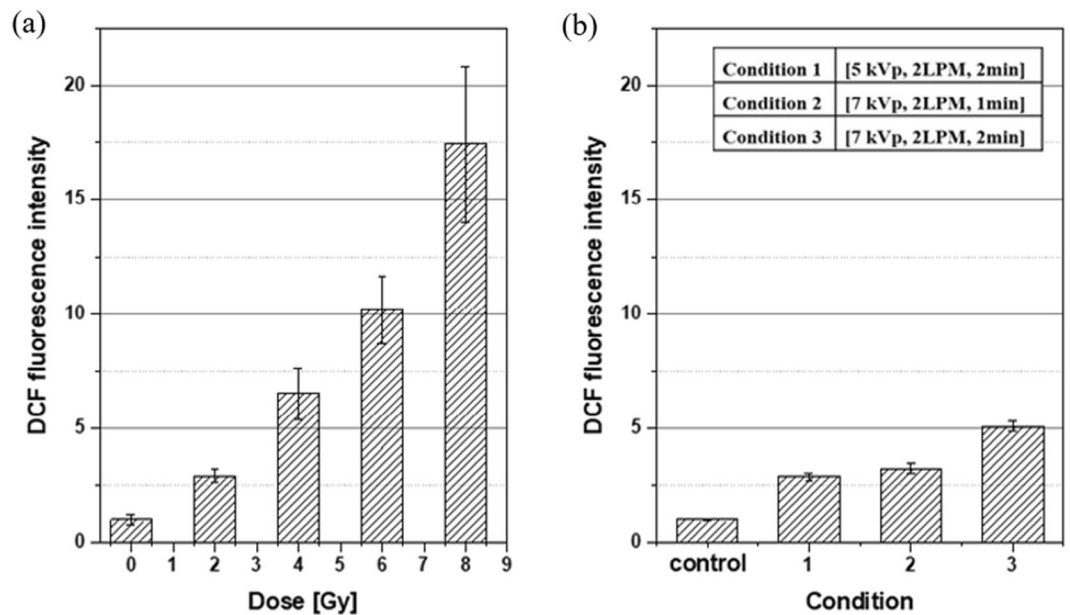 (a)
DCF fluorescence intensity
20
15
10
5
0
0 1 2 3 4 5 6 7 8 9
Dose [Gy]
(b)
DCF fluorescence intensity
20
15
10
5
0
Condition 1 [5 kVp, 2LPM, 2min]
Condition 2 [7 kVp, 2LPM, 1min]
Condition 3 [7 kVp, 2LPM, 2min]
control 1 2 3
Condition